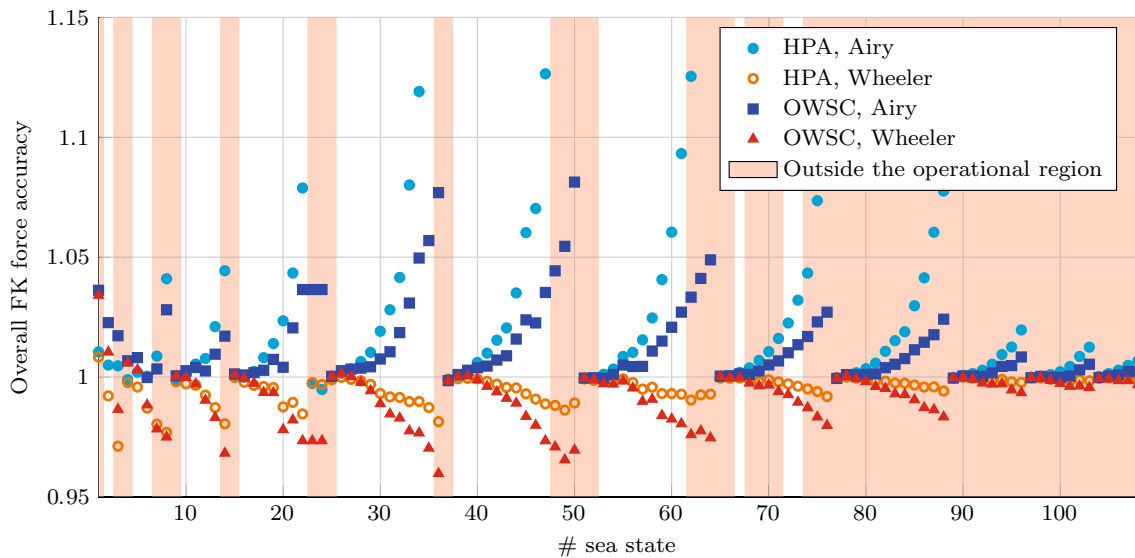 1.15
1.1
1.05
1
0.95
Overall FK force accuracy
HPA, Airy
HPA, Wheeler
OWSC, Airy
OWSC, Wheeler
Outside the operational region
10 20 30 40 50 60 70 80 90 100
# sea state